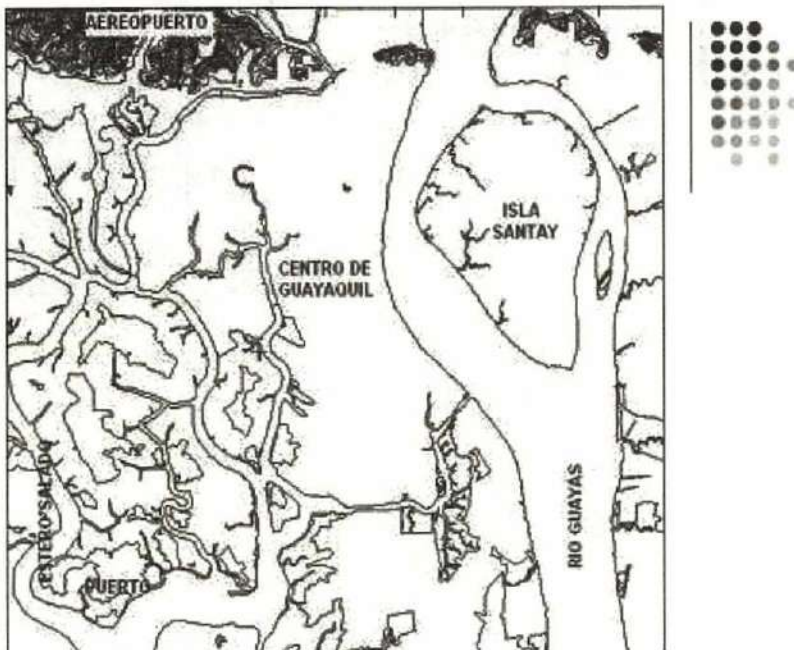 AEREOPUERTO
ISLA
SANTAY
CENTRO DE
GUAYAQUIL
ESTERO SALADO
RIO GUAYAS
PUERTO